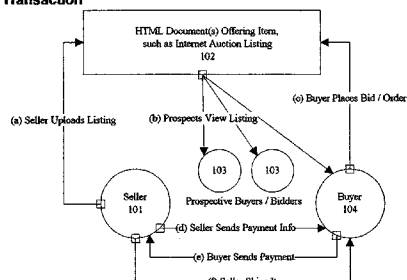 Transaction
HTML Document(s) Offering Item,
such as Internet Auction Listing
102
(c) Buyer Places Bid / Order
(a) Seller Uploads Listing
(b) Prospects View Listing
103
103
Seller
101
Prospective Buyers / Bidders
Buyer
104
(d) Seller Sends Payment Info
(e) Buyer Sends Payment